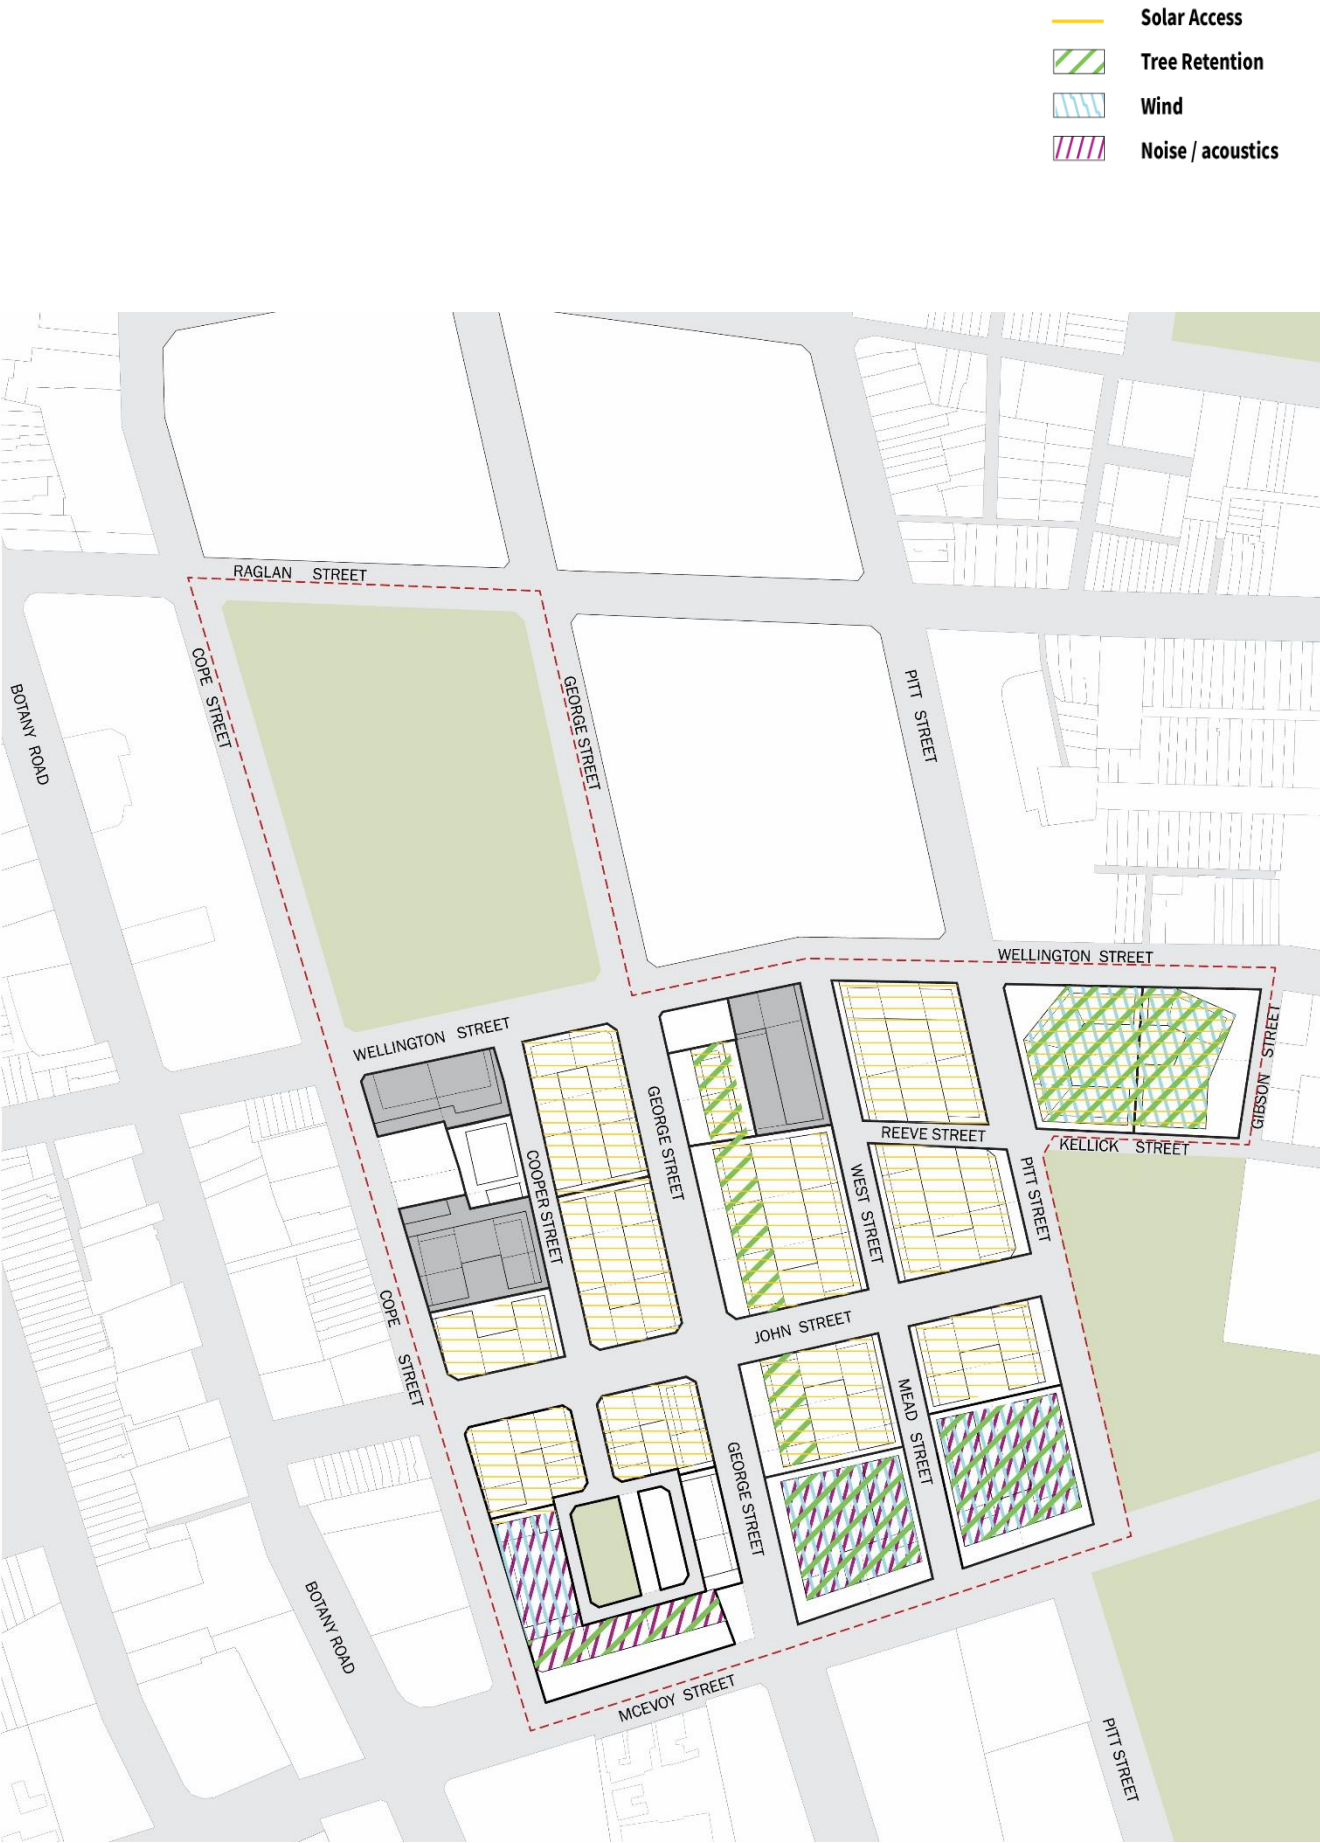 Solar Access
Tree Retention
Wind
Noise / acoustics
RAGLAN STREET
COPE STREET
BOTANY ROAD
GEORGE STREET
PITT STREET
WELLINGTON STREET
WELLINGTON STREET
GIBSON STREET
KELLICK STREET
REEVE STREET
GEORGE STREET
COOPER STREET
WEST STREET
PITT STREET
COPE STREET
JOHN STREET
MEAD STREET
GEORGE STREET
BOTANY ROAD
MCEVOY STREET
PITT STREET